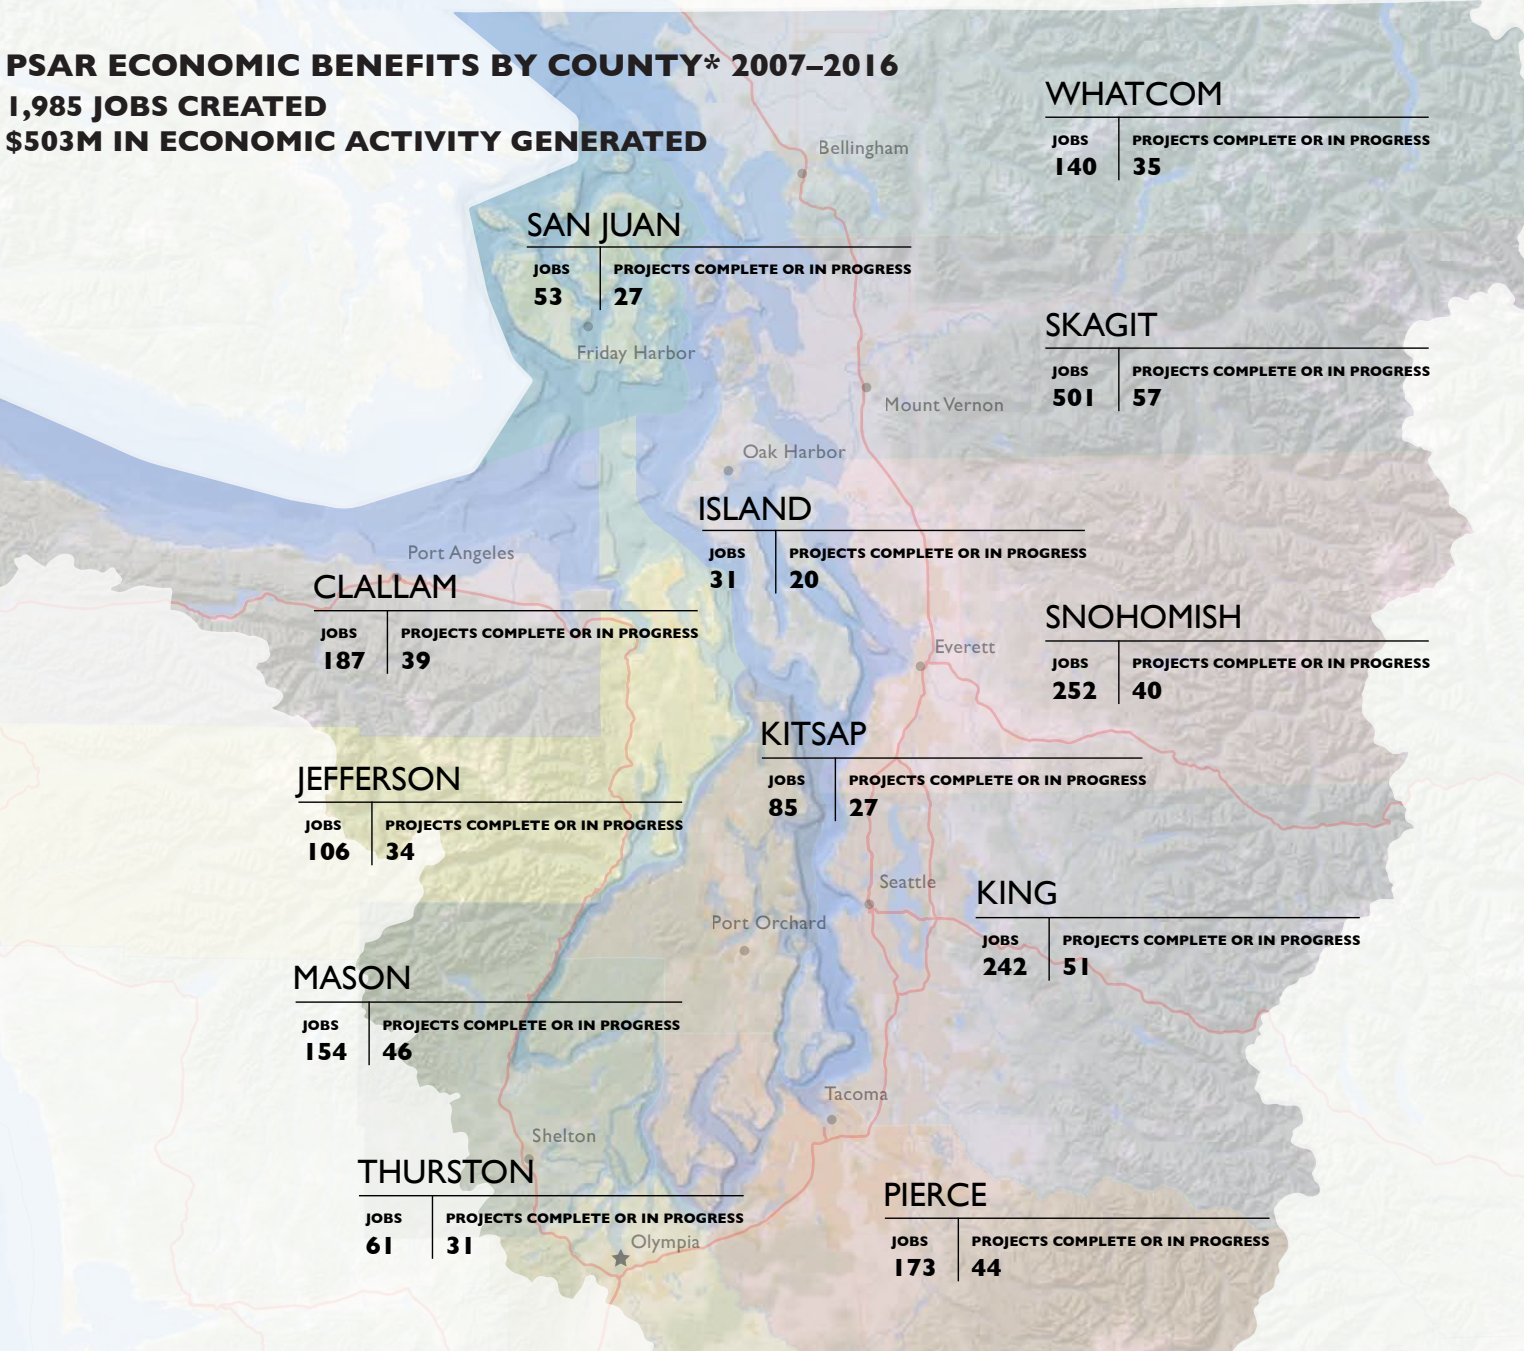 PSAR ECONOMIC BENEFITS BY COUNTY* 2007–2016
1,985 JOBS CREATED
$503M IN ECONOMIC ACTIVITY GENERATED
WHATCOM
JOBS PROJECTS COMPLETE OR IN PROGRESS
140 35
Bellingham
SAN JUAN
JOBS PROJECTS COMPLETE OR IN PROGRESS
53 27
Friday Harbor
SKAGIT
JOBS PROJECTS COMPLETE OR IN PROGRESS
501 57
Mount Vernon
Oak Harbor
ISLAND
JOBS PROJECTS COMPLETE OR IN PROGRESS
31 20
Port Angeles
CLALLAM
JOBS PROJECTS COMPLETE OR IN PROGRESS
187 39
SNOHOMISH
JOBS PROJECTS COMPLETE OR IN PROGRESS
252 40
Everett
KITSAP
JOBS PROJECTS COMPLETE OR IN PROGRESS
85 27
JEFFERSON
JOBS PROJECTS COMPLETE OR IN PROGRESS
106 34
Seattle
KING
JOBS PROJECTS COMPLETE OR IN PROGRESS
242 51
Port Orchard
MASON
JOBS PROJECTS COMPLETE OR IN PROGRESS
154 46
Tacoma
Shelton
THURSTON
JOBS PROJECTS COMPLETE OR IN PROGRESS
61 31
Olympia
PIERCE
JOBS PROJECTS COMPLETE OR IN PROGRESS
173 44